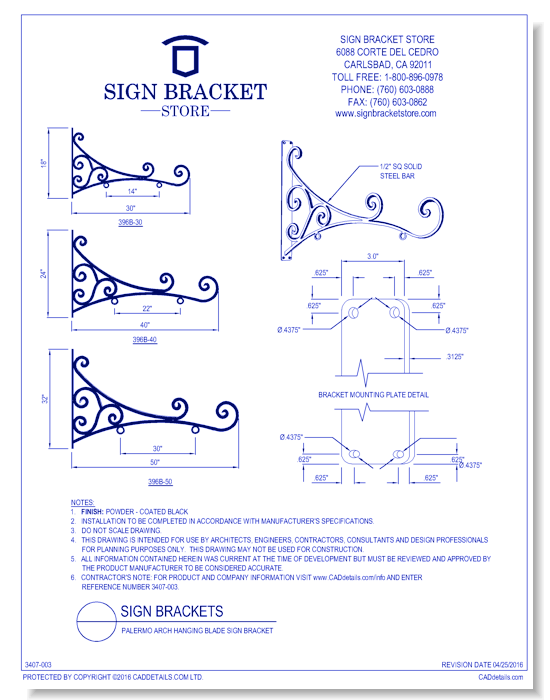 SIGN BRACKET
STORE
SIGN BRACKET STORE
6088 CORTE DEL CEDRO
CARLSBAD, CA 92011
TOLL FREE: 1-800-896-0978
PHONE: (760) 603-0888
FAX: (760) 603-0862
www.signbracketstore.com
18"
14"
30"
396B-30
24"
22"
40"
396B-40
32"
30"
50"
396B-50
1/2" SQ SOLID
STEEL BAR
3.0"
.625"
.625"
.625"
.625"
Ø.4375"
Ø.4375"
.3125"
BRACKET MOUNTING PLATE DETAIL
Ø.4375"
.625"
.625"
Ø.4375"
.625"
.625"
NOTES:
1. FINISH: POWDER - COATED BLACK
2. INSTALLATION TO BE COMPLETED IN ACCORDANCE WITH MANUFACTURER'S SPECIFICATIONS.
3. DO NOT SCALE DRAWING.
4. THIS DRAWING IS INTENDED FOR USE BY ARCHITECTS, ENGINEERS, CONTRACTORS, CONSULTANTS AND DESIGN PROFESSIONALS
FOR PLANNING PURPOSES ONLY. THIS DRAWING MAY NOT BE USED FOR CONSTRUCTION.
5. ALL INFORMATION CONTAINED HEREIN WAS CURRENT AT THE TIME OF DEVELOPMENT BUT MUST BE REVIEWED AND APPROVED BY
THE PRODUCT MANUFACTURER TO BE CONSIDERED ACCURATE.
6. CONTRACTOR'S NOTE: FOR PRODUCT AND COMPANY INFORMATION VISIT www.CADdetails.com/info AND ENTER
REFERENCE NUMBER 3407-003.
SIGN BRACKETS
PALERMO ARCH HANGING BLADE SIGN BRACKET
3407-003
REVISION DATE 04/25/2016
PROTECTED BY COPYRIGHT ©2016 CADDETAILS.COM LTD.
CADdetails.com